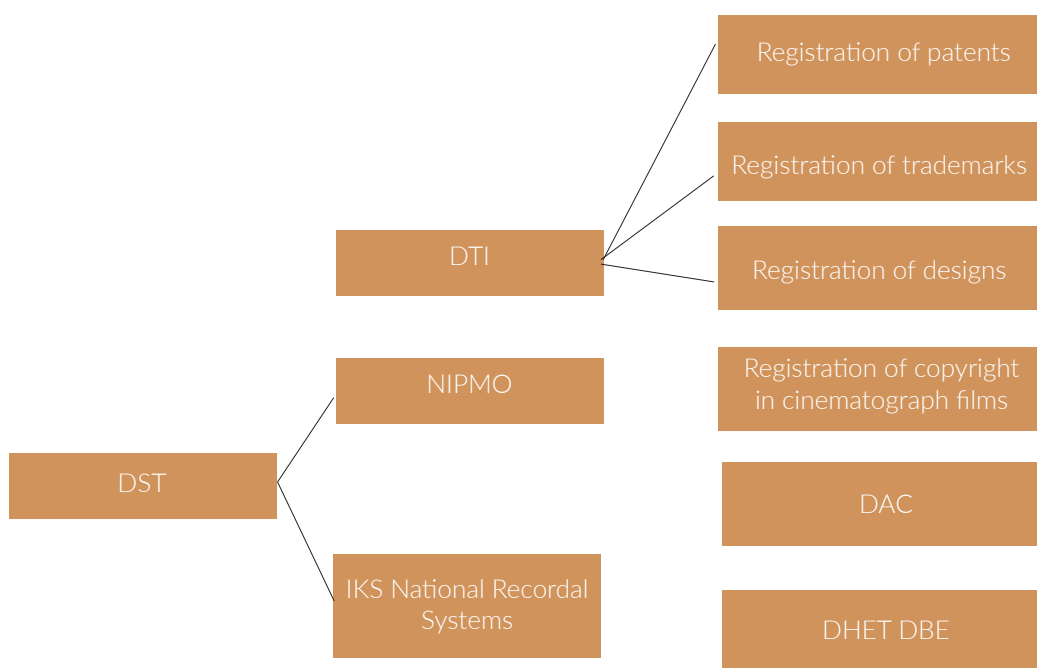 Registration of patents
Registration of trademarks
DTI
Registration of designs
NIPMO
Registration of copyright
in cinematograph films
DST
DAC
IKS National Recordal
Systems
DHET DBE